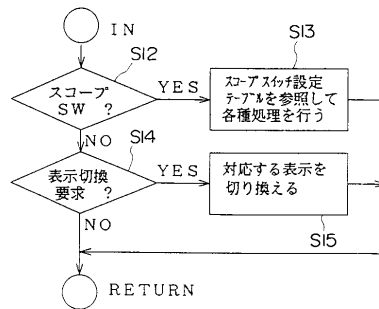 IN
S12
S13
スコープ
SW ?
YES
スコープスイッチ設定
テーブルを参照して
各種処理を行う
NO
S14
表示切換
要求 ?
YES
対応する表示を
切り換える
NO
S15
RETURN